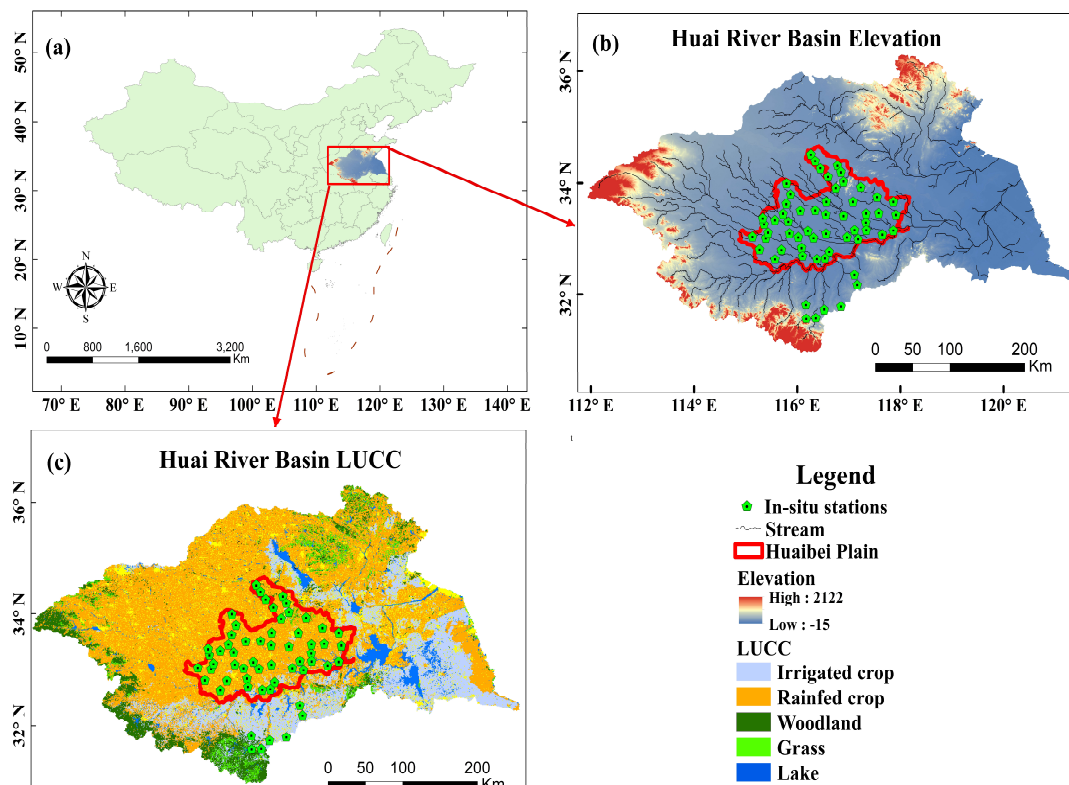 (a)
50° N
40° N
30° N
20° N
10° N
N
W E
S
0 800 1,600 3,200
Km
70° E 80° E 90° E 100° E 110° E 120° E 130° E 140° E
(b) Huai River Basin Elevation
36° N
34° N
32° N
0 50 100 200
Km
112° E 114° E 116° E 118° E 120° E
(c) Huai River Basin LUCC
36° N
34° N
32° N
0 50 100 200
Km
Legend
In-situ stations
Stream
Huaibei Plain
Elevation
High : 2122
Low : -15
LUCC
Irrigated crop
Rainfed crop
Woodland
Grass
Lake